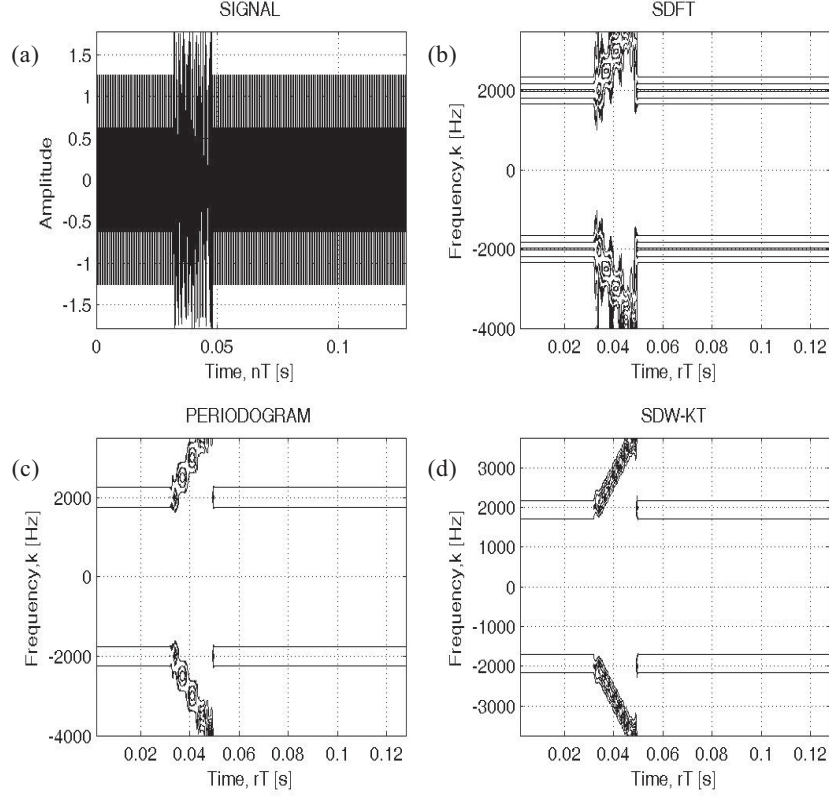 SIGNAL
(a)
Amplitude
1.5
1
0.5
0
-0.5
-1
-1.5
0 0.05 0.1
Time, nT [s]
SDFT
(b)
Frequency,k [Hz]
2000
0
-2000
-4000
0.02 0.04 0.06 0.08 0.1 0.12
Time, rT [s]
PERIODOGRAM
(c)
Frequency,k [Hz]
2000
0
-2000
-4000
0.02 0.04 0.06 0.08 0.1 0.12
Time, rT [s]
SDW-KT
(d)
Frequency,k [Hz]
3000
2000
1000
0
-1000
-2000
-3000
0.02 0.04 0.06 0.08 0.1 0.12
Time, rT [s]